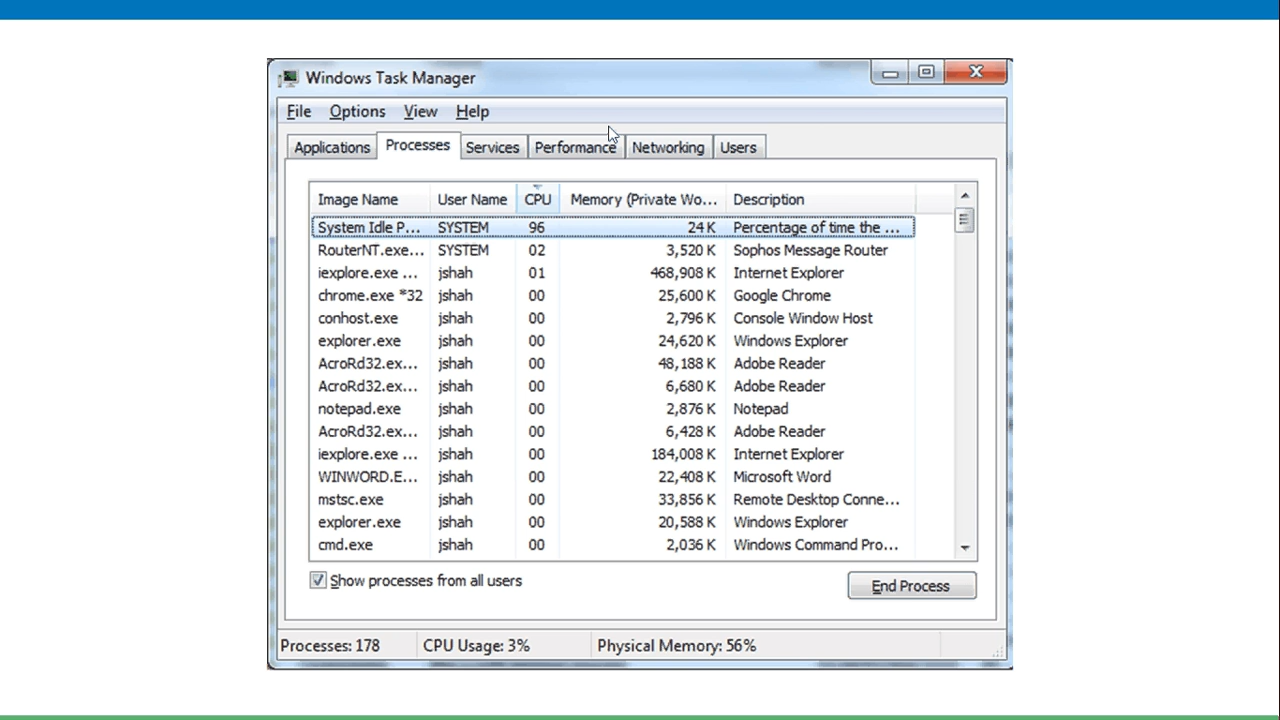 Windows Task Manager
File Options View Help
Applications Processes Services Performance Networking Users
Image Name User Name CPU Memory (Private Wo... Description
System Idle P... SYSTEM 96 24 K Percentage of time the ...
RouterNT.exe... SYSTEM 02 3,520 K Sophos Message Router
iexplore.exe ... jshah 01 468,908 K Internet Explorer
chrome.exe *32 jshah 00 25,600 K Google Chrome
conhost.exe jshah 00 2,796 K Console Window Host
explorer.exe jshah 00 24,620 K Windows Explorer
AcroRd32.ex... jshah 00 48,188 K Adobe Reader
AcroRd32.ex... jshah 00 6,680 K Adobe Reader
notepad.exe jshah 00 2,876 K Notepad
AcroRd32.ex... jshah 00 6,428 K Adobe Reader
iexplore.exe ... jshah 00 184,008 K Internet Explorer
WINWORD.E... jshah 00 22,408 K Microsoft Word
mstsc.exe jshah 00 33,856 K Remote Desktop Conne...
explorer.exe jshah 00 20,588 K Windows Explorer
cmd.exe jshah 00 2,036 K Windows Command Pro...
Show processes from all users
End Process
Processes: 178 CPU Usage: 3% Physical Memory: 56%